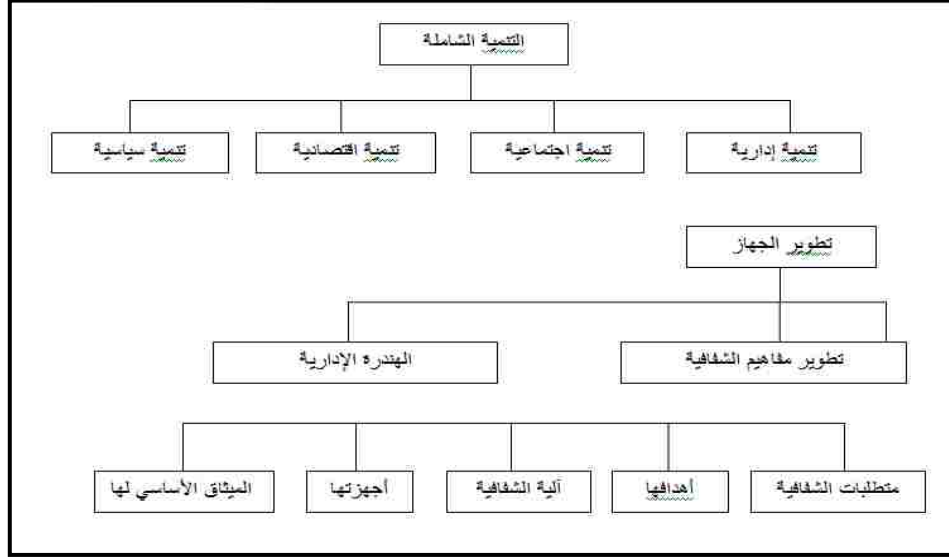 التنمية الشاملة
تنمية إدارية
تنمية اجتماعية
تنمية اقتصادية
تنمية سياسية
تطوير الجهاز
تطوير مفاهيم الشفافية
الهندرة الإدارية
متطلبات الشفافية
أهدافها
آلية الشفافية
أجهزتها
الميثاق الأساسي لها